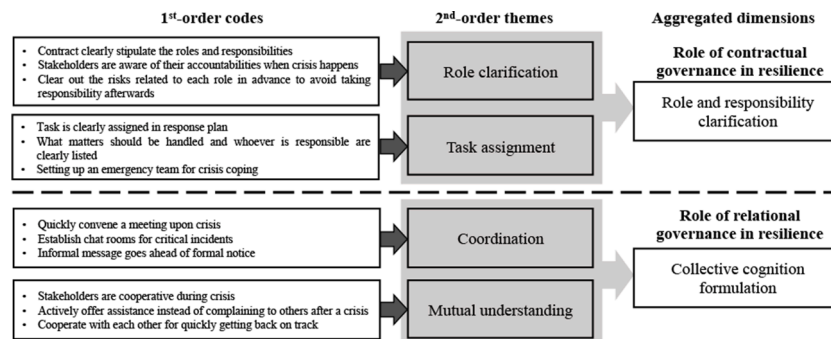 1st-order codes
2nd-order themes
Aggregated dimensions
• Contract clearly stipulate the roles and responsibilities
• Stakeholders are aware of their accountabilities when crisis happens
• Clear out the risks related to each role in advance to avoid taking
responsibility afterwards
Role clarification
Role of contractual
governance in resilience
Role and responsibility
clarification
• Task is clearly assigned in response plan
• What matters should be handled and whoever is responsible are
clearly listed
• Setting up an emergency team for crisis coping
Task assignment
• Quickly convene a meeting upon crisis
• Establish chat rooms for critical incidents
• Informal message goes ahead of formal notice
Coordination
Role of relational
governance in resilience
Collective cognition
formulation
• Stakeholders are cooperative during crisis
• Actively offer assistance instead of complaining to others after a crisis
• Cooperate with each other for quickly getting back on track
Mutual understanding